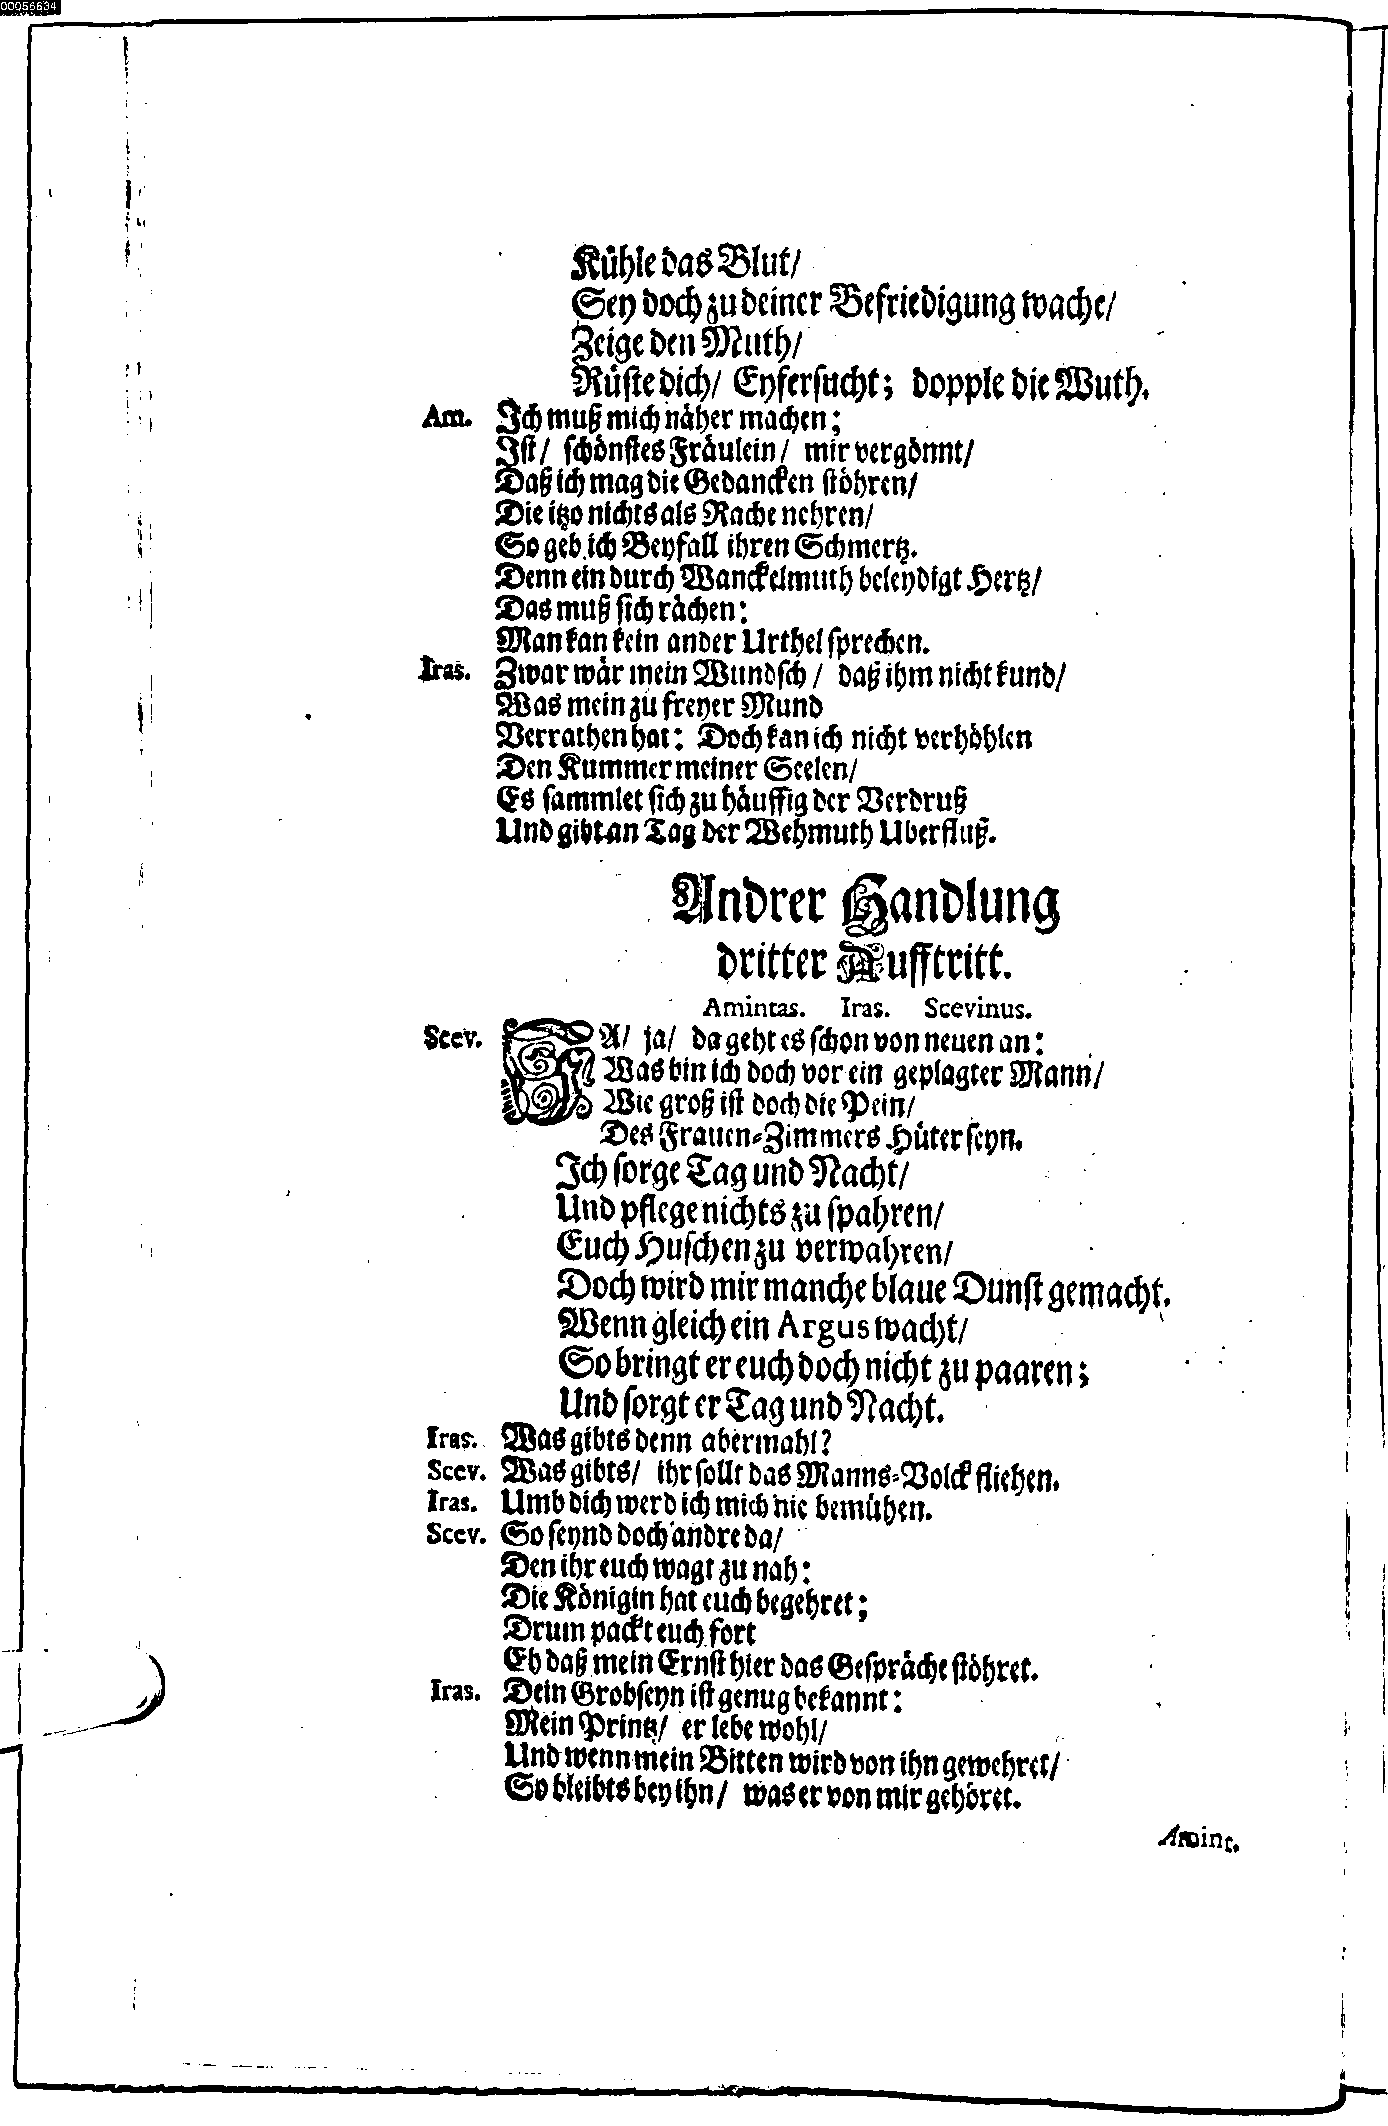 00056634
Kühle das Blut/
Sey doch zu deiner Befriedigung wache/
Zeige den Muth/
Rüste dich/ Eyfersucht; dopple die Wuth.
Am. Ich muß mich näher machen;
Ist/ schönstes Fräulein/ mir vergönnt/
Daß ich mag die Gedancken stöhren/
Die itzo nichts als Rache nehren/
So geb ich Beyfall ihren Schmertz.
Denn ein durch Wanckelmuth beleydigt Hertz/
Das muß sich rächen:
Man kan kein ander Urthel sprechen.
Iras. Zwar wär mein Wundsch/ daß ihm nicht kund/
Was mein zu freyer Mund
Verrathen hat: Doch kan ich nicht verhöhlen
Den Kummer meiner Seelen/
Es sammlet sich zu häuffig der Verdruß
Und gibt an Tag der Wehmuth Uberfluß.
Andrer Handlung
dritter Aufftritt.
Amintas. Iras. Scevinus.
Scev. JA/ ja/ da geht es schon von neuen an:
Was bin ich doch vor ein geplagter Mann/
Wie groß ist doch die Pein/
Des Frauen-Zimmers Hüter seyn.
Ich sorge Tag und Nacht/
Und pflege nichts zu spahren/
Euch Huschen zu verwahren/
Doch wird mir manche blaue Dunst gemacht.
Wenn gleich ein Argus wacht/
So bringt er euch doch nicht zu paaren;
Und sorgt er Tag und Nacht.
Iras. Was gibts denn abermahl?
Scev. Was gibts/ ihr sollt das Manns-Volck fliehen.
Iras. Umb dich werd ich mich nie bemühen.
Scev. So seynd doch andre da/
Den ihr euch wagt zu nah:
Die Königin hat euch begehret;
Drum packt euch fort
Eh daß mein Ernst hier das Gespräche stöhret.
Iras. Dein Grobseyn ist genug bekannt:
Mein Printz/ er lebe wohl/
Und wenn mein Bitten wird von ihn gewehret/
So bleibts bey ihn/ was er von mir gehöret.
Amint.